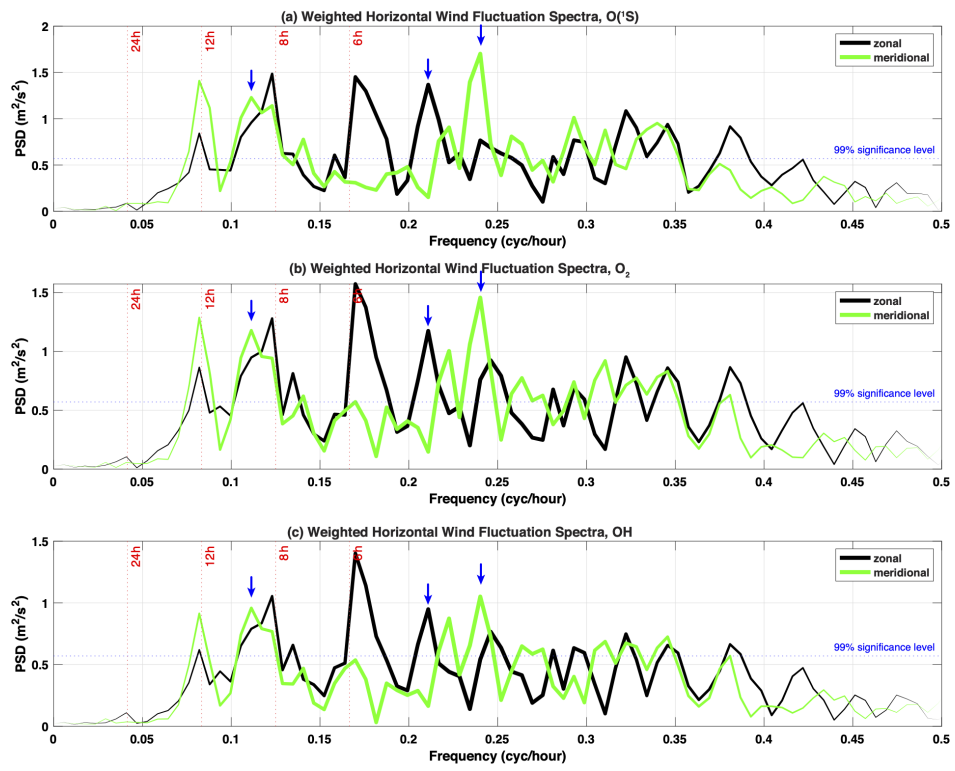 (a) Weighted Horizontal Wind Fluctuation Spectra, O(¹S)
2
1.5
1
0.5
0
PSD (m²/s²)
24h
12h
8h
6h
zonal
meridional
99% significance level
0
0.05
0.1
0.15
0.2
0.25
0.3
0.35
0.4
0.45
0.5
Frequency (cyc/hour)
(b) Weighted Horizontal Wind Fluctuation Spectra, O₂
1.5
1
0.5
0
PSD (m²/s²)
24h
12h
8h
6h
zonal
meridional
99% significance level
0
0.05
0.1
0.15
0.2
0.25
0.3
0.35
0.4
0.45
0.5
Frequency (cyc/hour)
(c) Weighted Horizontal Wind Fluctuation Spectra, OH
1.5
1
0.5
0
PSD (m²/s²)
24h
12h
8h
6h
zonal
meridional
99% significance level
0
0.05
0.1
0.15
0.2
0.25
0.3
0.35
0.4
0.45
0.5
Frequency (cyc/hour)